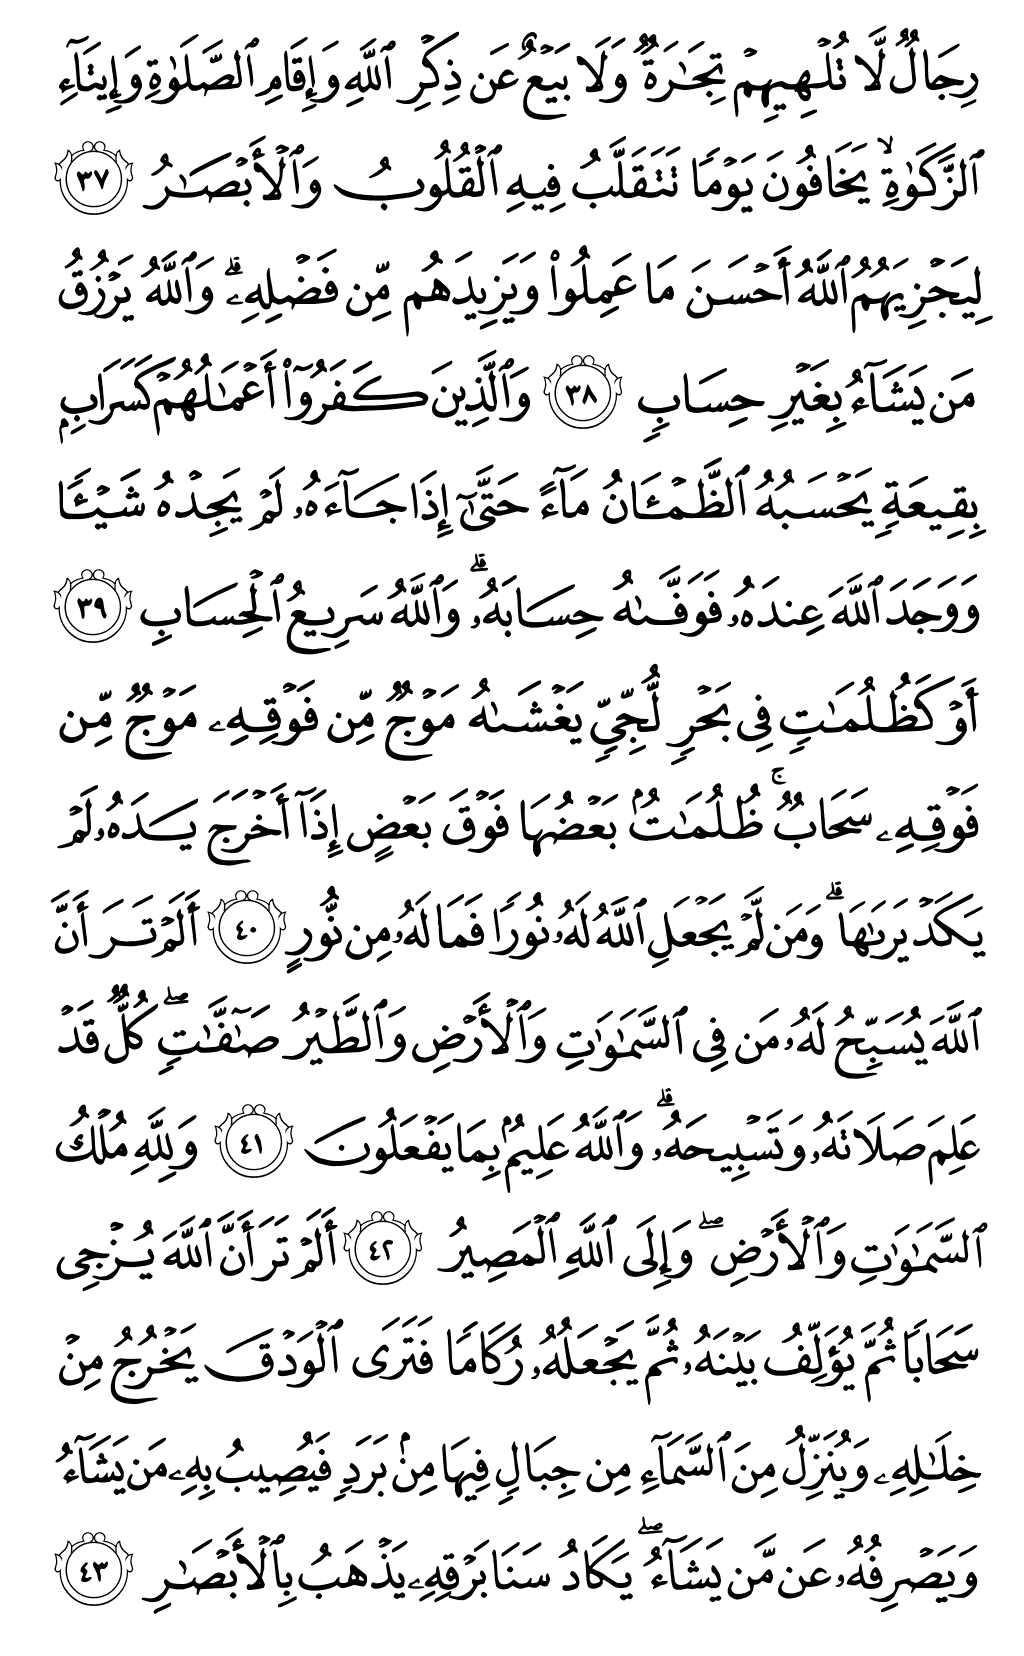 رِجَالٌ لَّا تُلْهِيهِمْ تِجَٰرَةٌ وَلَا بَيْعٌ عَن ذِكْرِ ٱللَّهِ وَإِقَامِ ٱلصَّلَوٰةِ وَإِيتَآءِ
ٱلزَّكَوٰةِ ۙ يَخَافُونَ يَوْمًا تَتَقَلَّبُ فِيهِ ٱلْقُلُوبُ وَٱلْأَبْصَٰرُ ٣٧
لِيَجْزِيَهُمُ ٱللَّهُ أَحْسَنَ مَا عَمِلُوا۟ وَيَزِيدَهُم مِّن فَضْلِهِۦ ۗ وَٱللَّهُ يَرْزُقُ
مَن يَشَآءُ بِغَيْرِ حِسَابٍ ٣٨ وَٱلَّذِينَ كَفَرُوٓا۟ أَعْمَٰلُهُمْ كَسَرَابٍۭ
بِقِيعَةٍ يَحْسَبُهُ ٱلظَّمْـَٔانُ مَآءً حَتَّىٰٓ إِذَا جَآءَهُۥ لَمْ يَجِدْهُ شَيْـًٔا
وَوَجَدَ ٱللَّهَ عِندَهُۥ فَوَفَّىٰهُ حِسَابَهُۥ ۗ وَٱللَّهُ سَرِيعُ ٱلْحِسَابِ ٣٩
أَوْ كَظُلُمَٰتٍ فِى بَحْرٍ لُّجِّىٍّ يَغْشَىٰهُ مَوْجٌ مِّن فَوْقِهِۦ مَوْجٌ مِّن
فَوْقِهِۦ سَحَابٌ ۚ ظُلُمَٰتٌۢ بَعْضُهَا فَوْقَ بَعْضٍ إِذَآ أَخْرَجَ يَدَهُۥ لَمْ
يَكَدْ يَرَىٰهَا ۗ وَمَن لَّمْ يَجْعَلِ ٱللَّهُ لَهُۥ نُورًا فَمَا لَهُۥ مِن نُّورٍ ٤٠ أَلَمْ تَرَ أَنَّ
ٱللَّهَ يُسَبِّحُ لَهُۥ مَن فِى ٱلسَّمَٰوَٰتِ وَٱلْأَرْضِ وَٱلطَّيْرُ صَٰٓفَّٰتٍ ۖ كُلٌّ قَدْ
عَلِمَ صَلَاتَهُۥ وَتَسْبِيحَهُۥ ۗ وَٱللَّهُ عَلِيمٌۢ بِمَا يَفْعَلُونَ ٤١ وَلِلَّهِ مُلْكُ
ٱلسَّمَٰوَٰتِ وَٱلْأَرْضِ ۖ وَإِلَى ٱللَّهِ ٱلْمَصِيرُ ٤٢ أَلَمْ تَرَ أَنَّ ٱللَّهَ يُزْجِى
سَحَابًا ثُمَّ يُؤَلِّفُ بَيْنَهُۥ ثُمَّ يَجْعَلُهُۥ رُكَامًا فَتَرَى ٱلْوَدْقَ يَخْرُجُ مِنْ
خِلَٰلِهِۦ وَيُنَزِّلُ مِنَ ٱلسَّمَآءِ مِن جِبَالٍ فِيهَا مِنۢ بَرَدٍ فَيُصِيبُ بِهِۦ مَن يَشَآءُ
وَيَصْرِفُهُۥ عَن مَّن يَشَآءُ ۖ يَكَادُ سَنَا بَرْقِهِۦ يَذْهَبُ بِٱلْأَبْصَٰرِ ٤٣